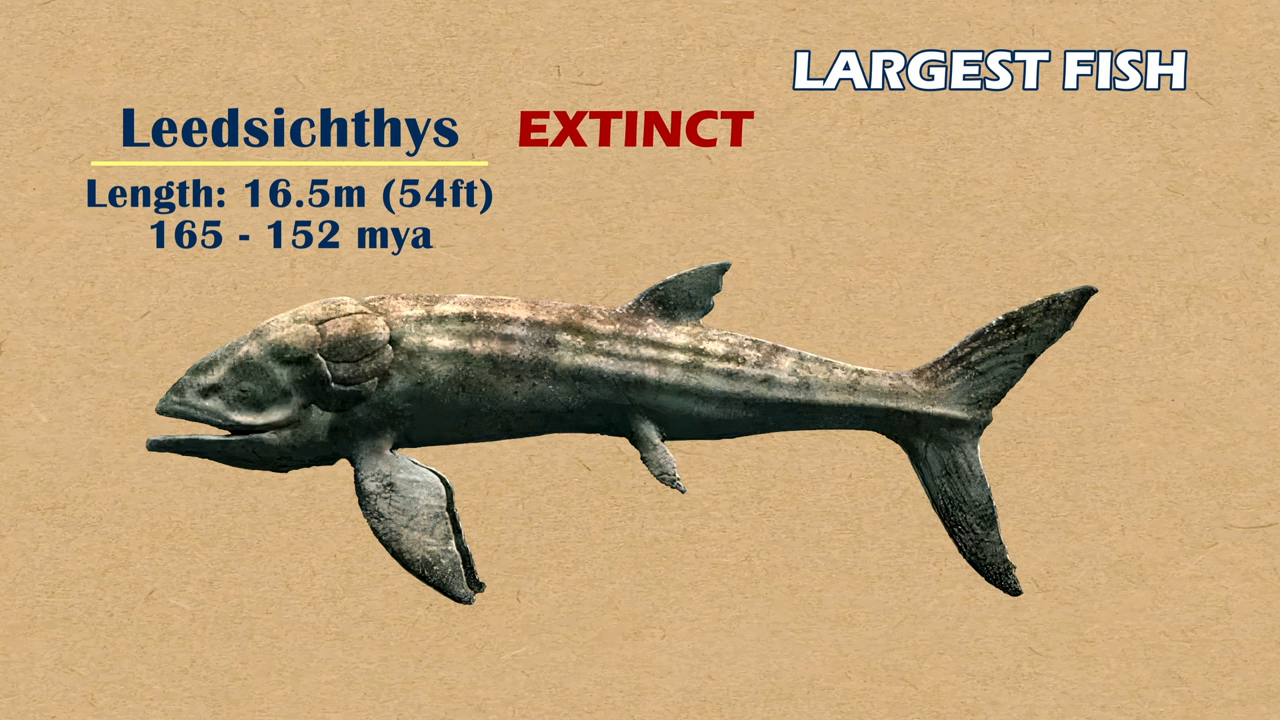 LARGEST FISH
Leedsichthys EXTINCT
Length: 16.5m (54ft)
165 - 152 mya